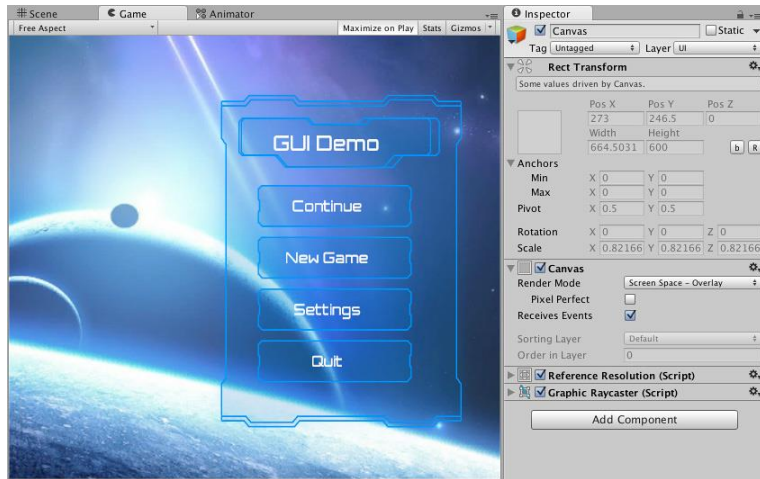 Scene Game Animator
Free Aspect Maximize on Play Stats Gizmos
GUI Demo
Continue
New Game
Settings
Quit
Inspector
Canvas Static
Tag Untagged Layer UI
Rect Transform
Some values driven by Canvas.
Pos X Pos Y Pos Z
273 246.5 0
Width Height
664.5031 600 b R
Anchors
Min X 0 Y 0
Max X 0 Y 0
Pivot X 0.5 Y 0.5
Rotation X 0 Y 0 Z 0
Scale X 0.82166 Y 0.82166 Z 0.82166
Canvas
Render Mode Screen Space - Overlay
Pixel Perfect
Receives Events
Sorting Layer Default
Order in Layer 0
Reference Resolution (Script)
Graphic Raycaster (Script)
Add Component